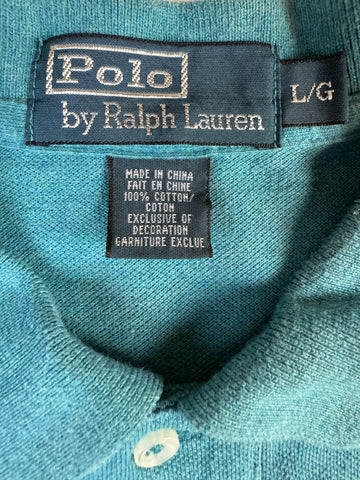 Polo
by Ralph Lauren
L/G
MADE IN CHINA
FAIT EN CHINE
100% COTTON/
COTON
EXCLUSIVE OF
DECORATION
GARNITURE EXCLUE